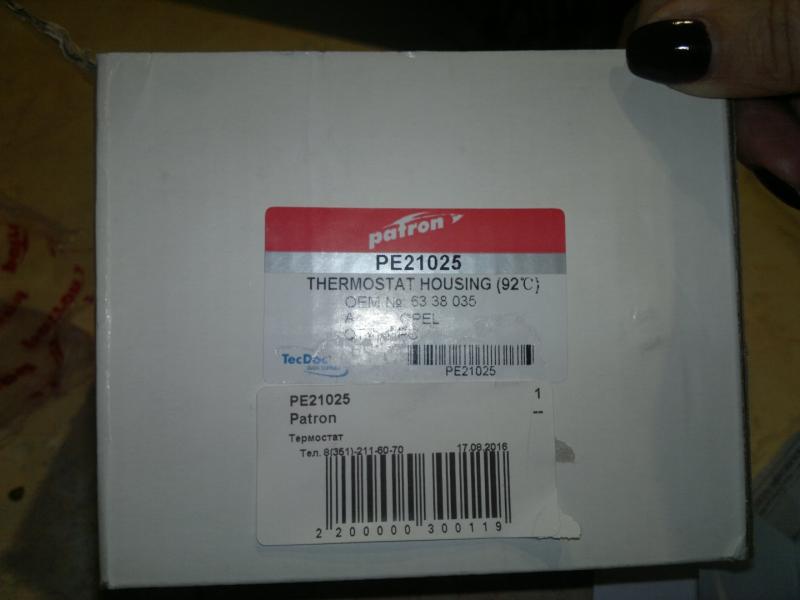 patron
PE21025
THERMOSTAT HOUSING (92℃)
OEM №: 63 38 035
OPEL
TecDoc
PE21025
PE21025
1
Patron
--
Термостат
Тел. 8(351)-211-60-70 17.09.2016
2 200000 300119